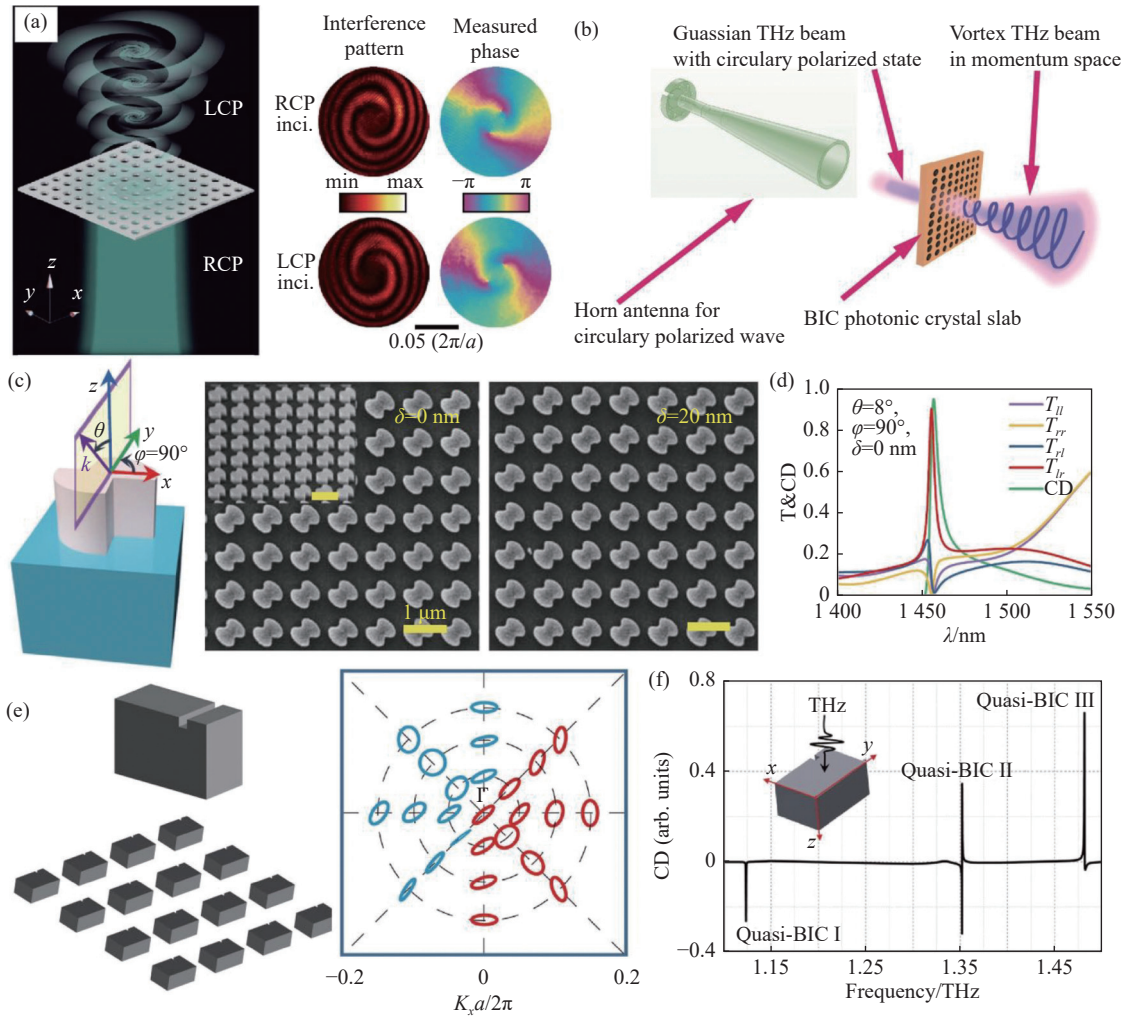 (a)
LCP
RCP
z
y
x
Interference
pattern
Measured
phase
RCP
inci.
min
max
−π
π
LCP
inci.
0.05 (2π/a)
(b)
Guassian THz beam
with circulary polarized state
Vortex THz beam
in momentum space
Horn antenna for
circulary polarized wave
BIC photonic crystal slab
(c)
z
θ
y
k
φ=90°
x
δ=0 nm
1 μm
δ=20 nm
(d)
T&CD
1.0
0.8
0.6
0.4
0.2
0
θ=8°,
φ=90°,
δ=0 nm
T_ll
T_rr
T_rl
T_lr
CD
1 400
1 450
1 500
1 550
λ/nm
(e)
Γ
−0.2
0
0.2
K_x a/2π
(f)
CD (arb. units)
0.8
0.4
0
−0.4
THz
x
y
z
Quasi-BIC I
Quasi-BIC II
Quasi-BIC III
1.15
1.25
1.35
1.45
Frequency/THz